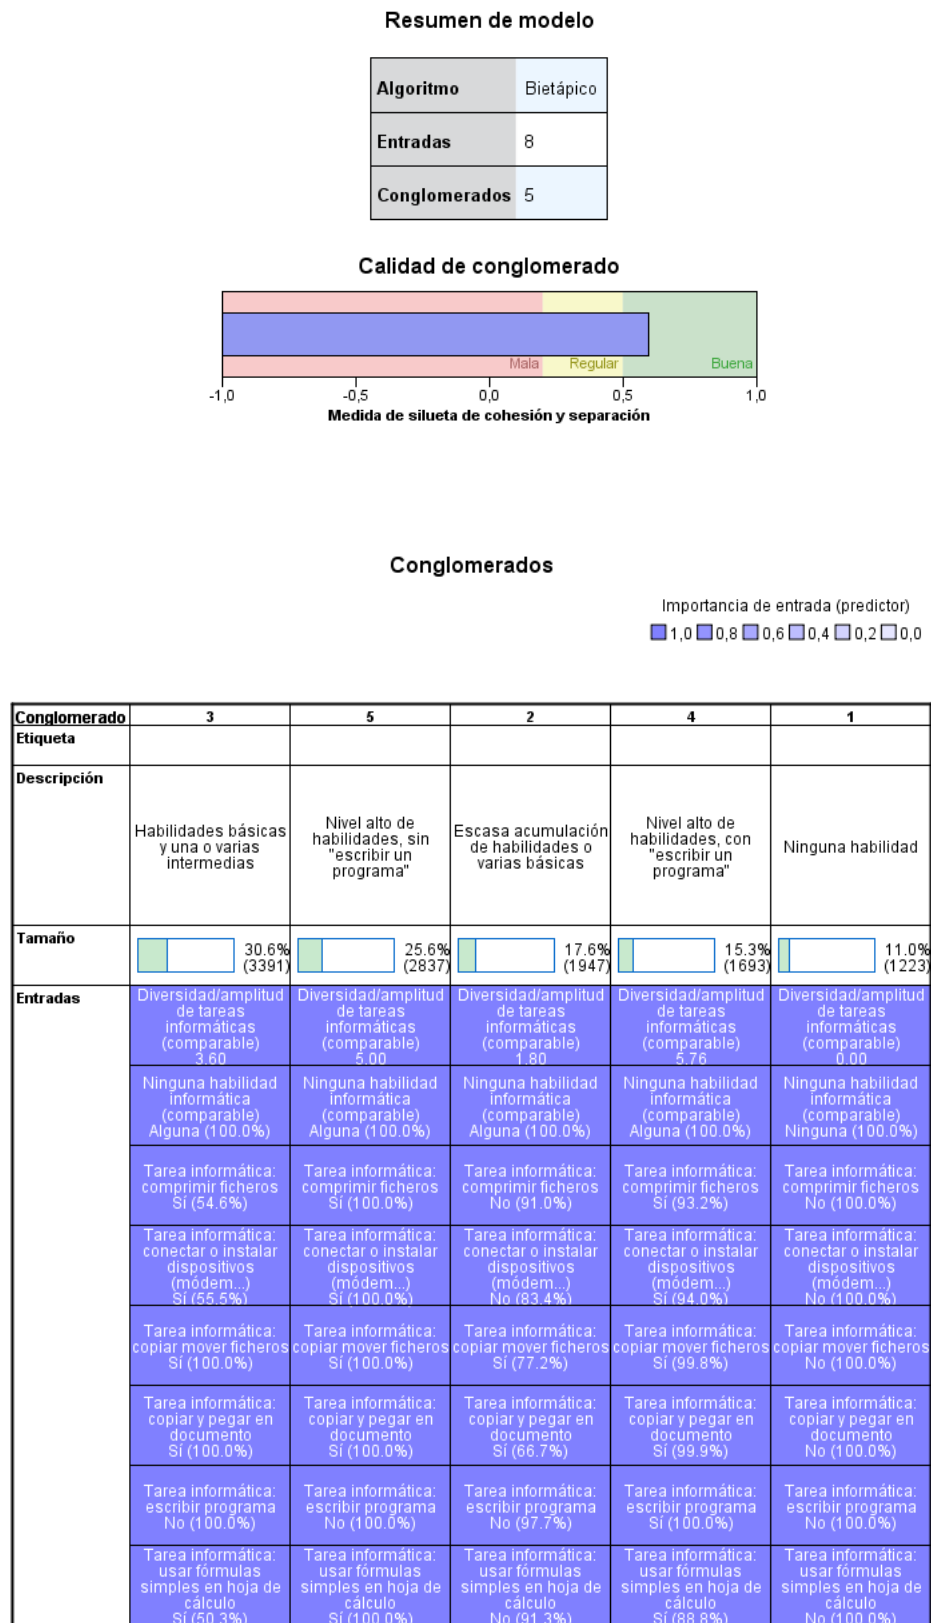 Resumen de modelo
Algoritmo Bietápico
Entradas 8
Conglomerados 5
Calidad de conglomerado
Mala Regular Buena
-1,0 -0,5 0,0 0,5 1,0
Medida de silueta de cohesión y separación
Conglomerados
Importancia de entrada (predictor)
1,0 0,8 0,6 0,4 0,2 0,0
Conglomerado 3 5 2 4 1
Etiqueta
Descripción
Habilidades básicas y una o varias intermedias
Nivel alto de habilidades, sin "escribir un programa"
Escasa acumulación de habilidades o varias básicas
Nivel alto de habilidades, con "escribir un programa"
Ninguna habilidad
Tamaño
30.6% (3391)
25.6% (2837)
17.6% (1947)
15.3% (1693)
11.0% (1223)
Entradas
Diversidad/amplitud de tareas informáticas (comparable) 3.60
Diversidad/amplitud de tareas informáticas (comparable) 5.00
Diversidad/amplitud de tareas informáticas (comparable) 1.80
Diversidad/amplitud de tareas informáticas (comparable) 5.76
Diversidad/amplitud de tareas informáticas (comparable) 0.00
Ninguna habilidad informática (comparable) Alguna (100.0%)
Ninguna habilidad informática (comparable) Alguna (100.0%)
Ninguna habilidad informática (comparable) Alguna (100.0%)
Ninguna habilidad informática (comparable) Alguna (100.0%)
Ninguna habilidad informática (comparable) Ninguna (100.0%)
Tarea informática: comprimir ficheros Sí (54.6%)
Tarea informática: comprimir ficheros Sí (100.0%)
Tarea informática: comprimir ficheros No (91.0%)
Tarea informática: comprimir ficheros Sí (93.2%)
Tarea informática: comprimir ficheros No (100.0%)
Tarea informática: conectar o instalar dispositivos (módem...) Sí (55.5%)
Tarea informática: conectar o instalar dispositivos (módem...) Sí (100.0%)
Tarea informática: conectar o instalar dispositivos (módem...) No (83.4%)
Tarea informática: conectar o instalar dispositivos (módem...) Sí (94.0%)
Tarea informática: conectar o instalar dispositivos (módem...) No (100.0%)
Tarea informática: copiar mover ficheros Sí (100.0%)
Tarea informática: copiar mover ficheros Sí (100.0%)
Tarea informática: copiar mover ficheros Sí (77.2%)
Tarea informática: copiar mover ficheros Sí (99.8%)
Tarea informática: copiar mover ficheros No (100.0%)
Tarea informática: copiar y pegar en documento Sí (100.0%)
Tarea informática: copiar y pegar en documento Sí (100.0%)
Tarea informática: copiar y pegar en documento Sí (66.7%)
Tarea informática: copiar y pegar en documento Sí (99.9%)
Tarea informática: copiar y pegar en documento No (100.0%)
Tarea informática: escribir programa No (100.0%)
Tarea informática: escribir programa No (100.0%)
Tarea informática: escribir programa No (97.7%)
Tarea informática: escribir programa Sí (100.0%)
Tarea informática: escribir programa No (100.0%)
Tarea informática: usar fórmulas simples en hoja de cálculo Sí (50.3%)
Tarea informática: usar fórmulas simples en hoja de cálculo Sí (100.0%)
Tarea informática: usar fórmulas simples en hoja de cálculo No (91.3%)
Tarea informática: usar fórmulas simples en hoja de cálculo Sí (88.8%)
Tarea informática: usar fórmulas simples en hoja de cálculo No (100.0%)